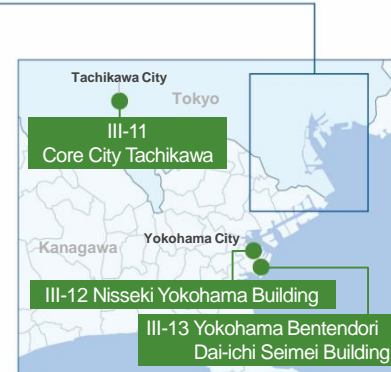 Tachikawa City
Tokyo
III-11
Core City Tachikawa
Kanagawa
Yokohama City
III-12 Nisseki Yokohama Building
III-13 Yokohama Bentendori
Dai-ichi Seimei Building